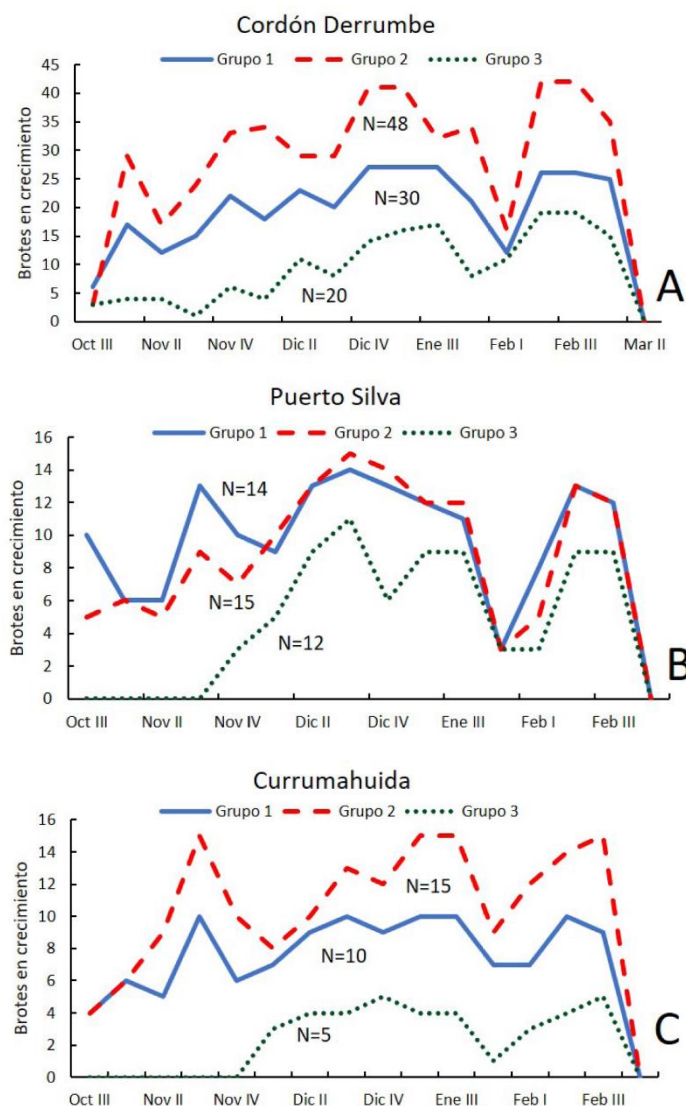 Cordón Derrumbe
Grupo 1 Grupo 2 Grupo 3
Brotes en crecimiento
45
40
35
30
25
20
15
10
5
0
N=48
N=30
N=20
A
Oct III Nov II Nov IV Dic II Dic IV Ene III Feb I Feb III Mar II
Puerto Silva
Grupo 1 Grupo 2 Grupo 3
Brotes en crecimiento
16
14
12
10
8
6
4
2
0
N=14
N=15
N=12
B
Oct III Nov II Nov IV Dic II Dic IV Ene III Feb I Feb III
Currumahuida
Grupo 1 Grupo 2 Grupo 3
Brotes en crecimiento
16
14
12
10
8
6
4
2
0
N=15
N=10
N=5
C
Oct III Nov II Nov IV Dic II Dic IV Ene III Feb I Feb III